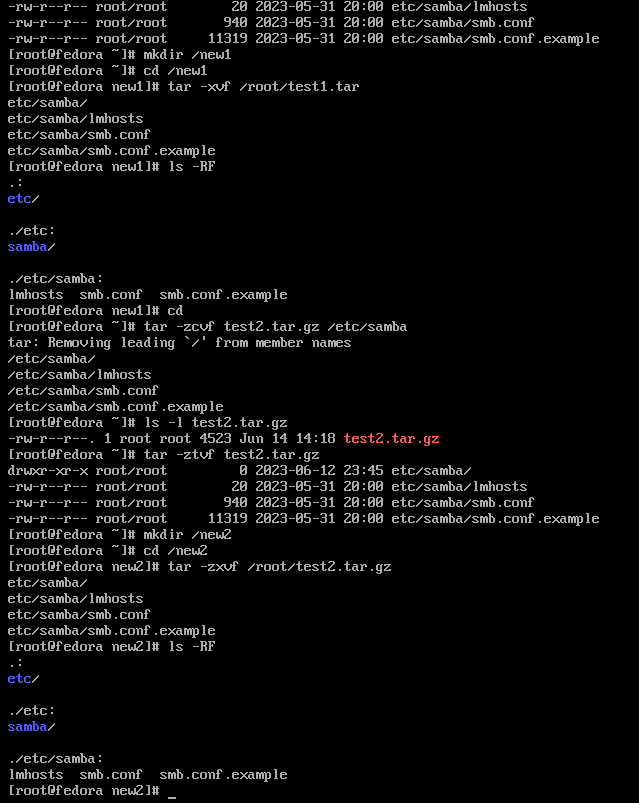 -rw-r--r-- root/root        20 2023-05-31 20:00 etc/samba/lmhosts
-rw-r--r-- root/root       940 2023-05-31 20:00 etc/samba/smb.conf
-rw-r--r-- root/root     11319 2023-05-31 20:00 etc/samba/smb.conf.example
[root@fedora ~]# mkdir /new1
[root@fedora ~]# cd /new1
[root@fedora new1]# tar -xvf /root/test1.tar
etc/samba/
etc/samba/lmhosts
etc/samba/smb.conf
etc/samba/smb.conf.example
[root@fedora new1]# ls -RF
.:
etc/

./etc:
samba/

./etc/samba:
lmhosts  smb.conf  smb.conf.example
[root@fedora new1]# cd
[root@fedora ~]# tar -zcvf test2.tar.gz /etc/samba
tar: Removing leading `/' from member names
/etc/samba/
/etc/samba/lmhosts
/etc/samba/smb.conf
/etc/samba/smb.conf.example
[root@fedora ~]# ls -l test2.tar.gz
-rw-r--r--. 1 root root 4523 Jun 14 14:18 test2.tar.gz
[root@fedora ~]# tar -ztvf test2.tar.gz
drwxr-xr-x root/root         0 2023-06-12 23:45 etc/samba/
-rw-r--r-- root/root        20 2023-05-31 20:00 etc/samba/lmhosts
-rw-r--r-- root/root       940 2023-05-31 20:00 etc/samba/smb.conf
-rw-r--r-- root/root     11319 2023-05-31 20:00 etc/samba/smb.conf.example
[root@fedora ~]# mkdir /new2
[root@fedora ~]# cd /new2
[root@fedora new2]# tar -zxvf /root/test2.tar.gz
etc/samba/
etc/samba/lmhosts
etc/samba/smb.conf
etc/samba/smb.conf.example
[root@fedora new2]# ls -RF
.:
etc/

./etc:
samba/

./etc/samba:
lmhosts  smb.conf  smb.conf.example
[root@fedora new2]# _